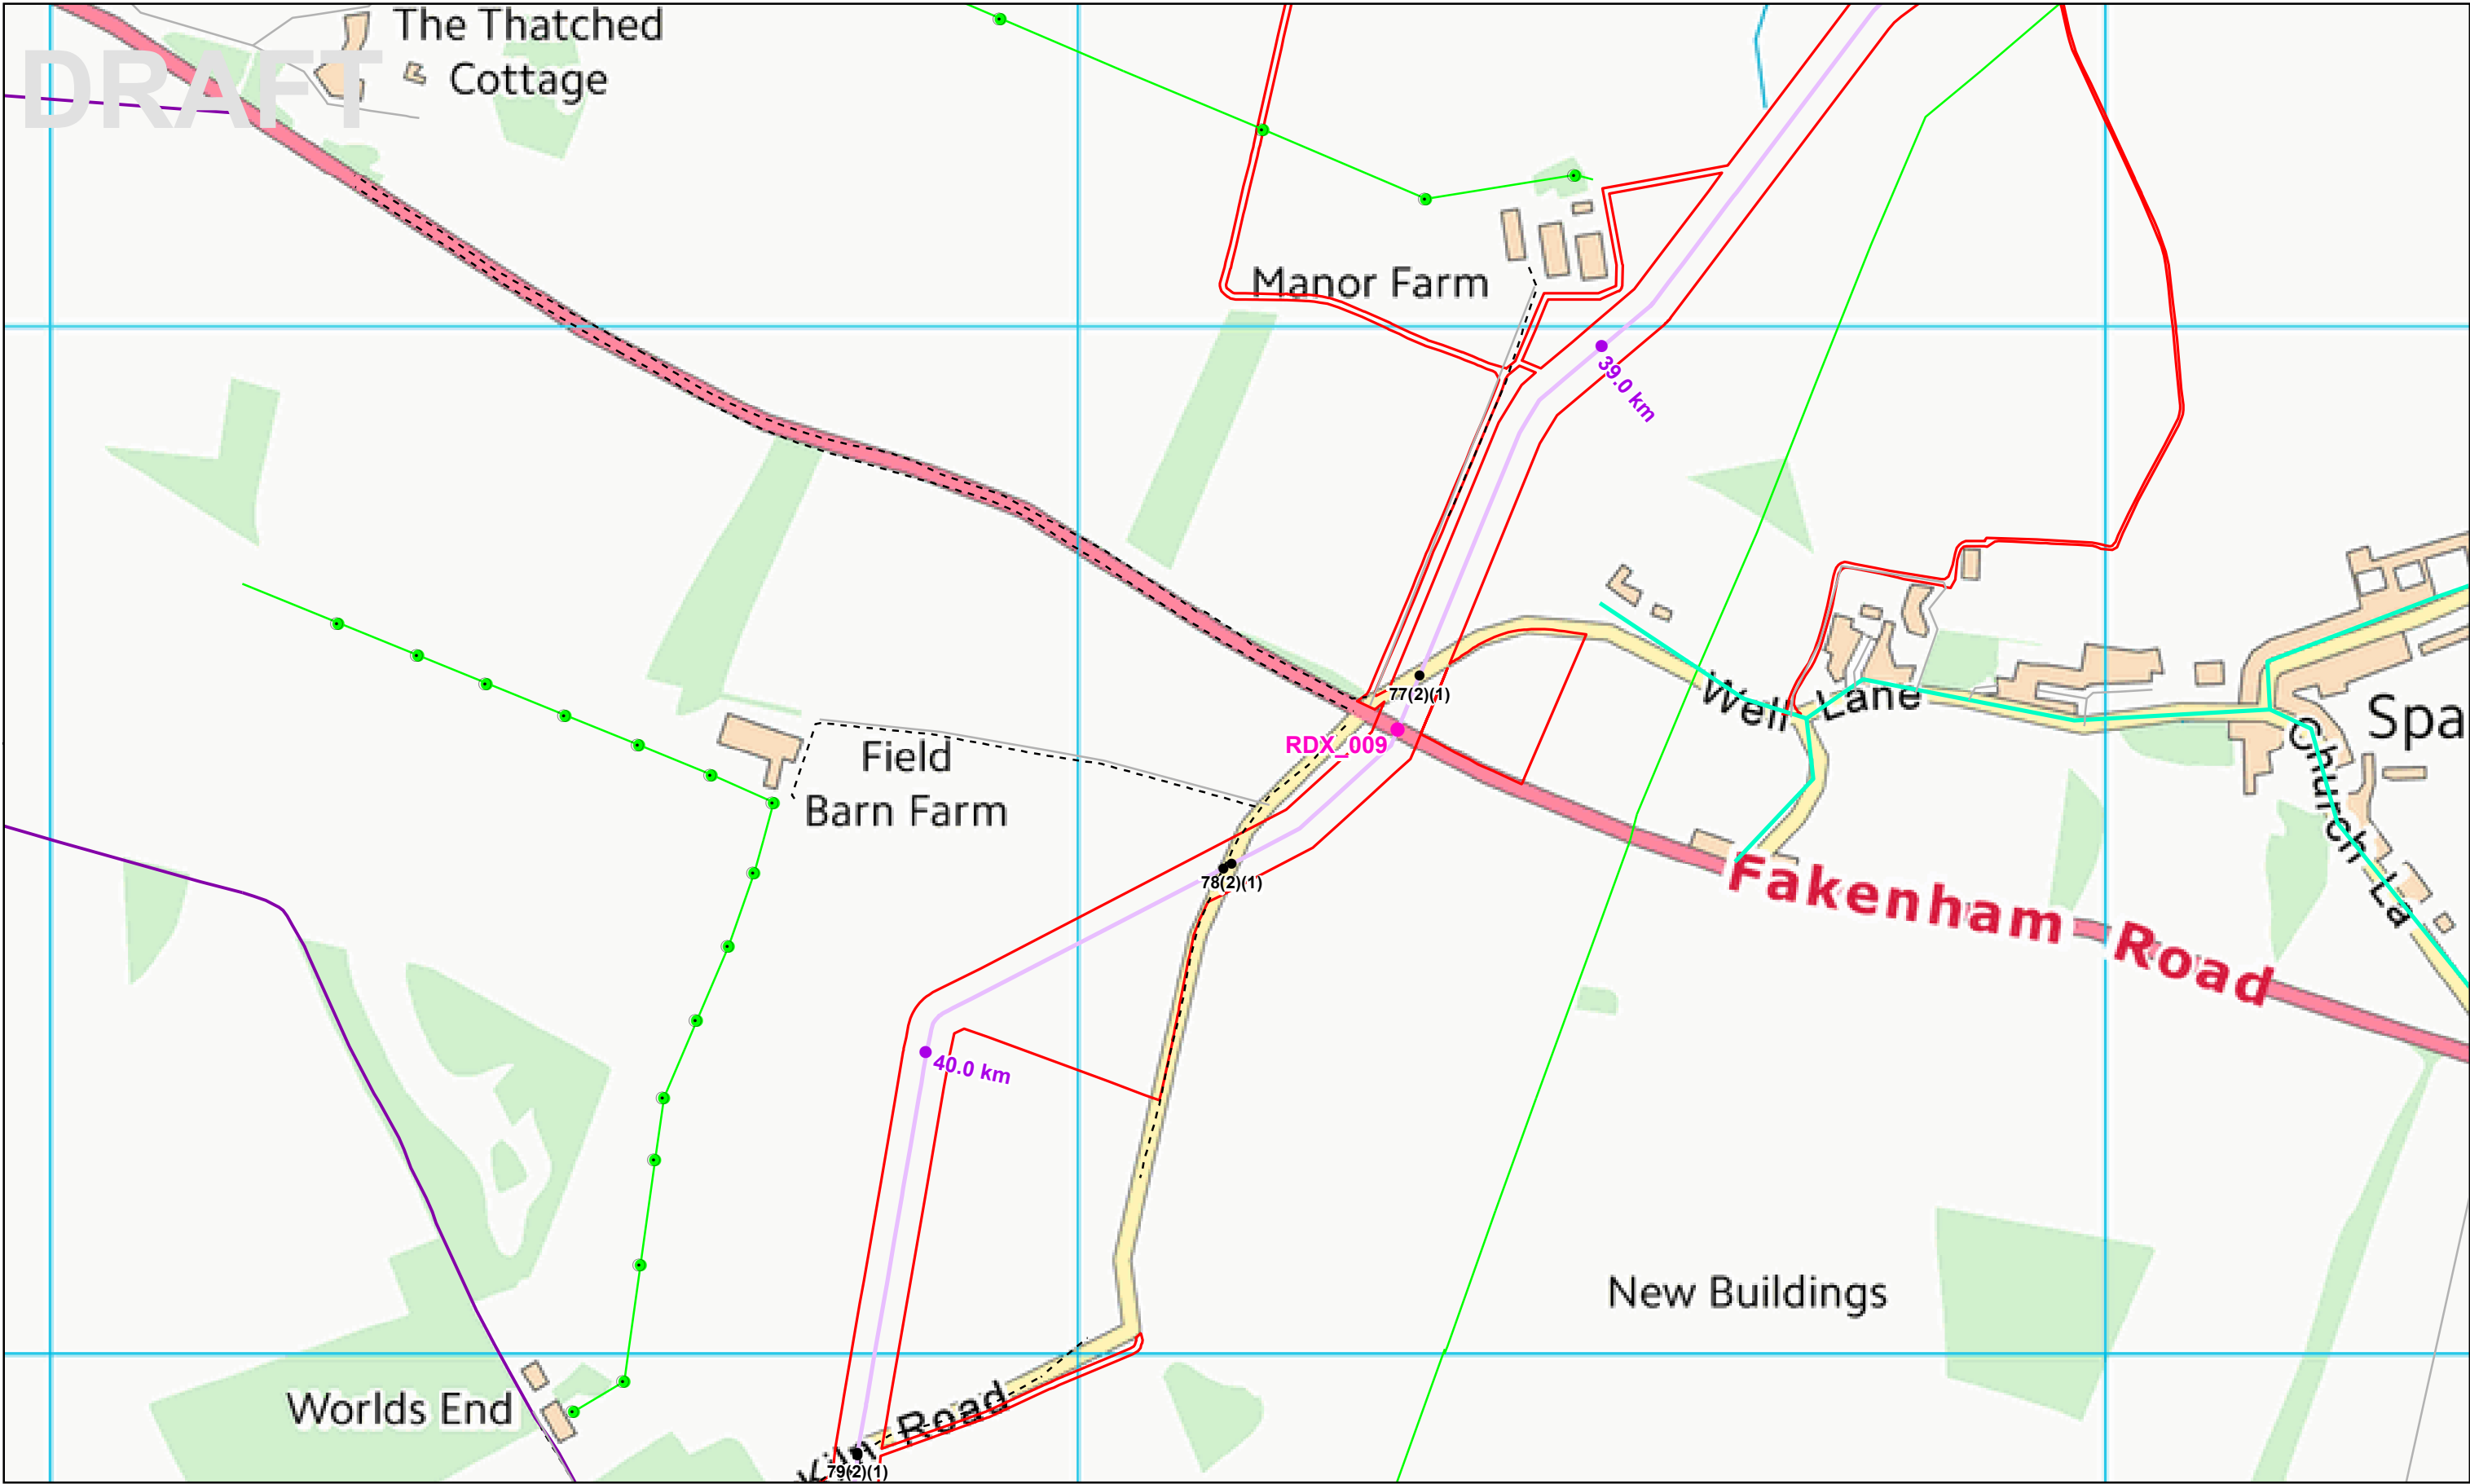 The Thatched
Cottage
DRAFT
Manor Farm
39.0 km
77(2)(1)
Well Lane
Spa
RDX_009
Field
Barn Farm
Church La
78(2)(1)
Fakenham Road
40.0 km
New Buildings
Worlds End
Kiln Road
79(2)(1)